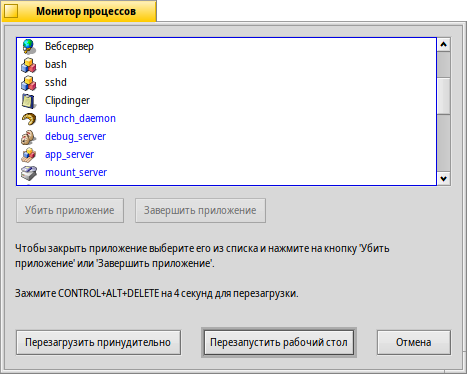 Монитор процессов
Вебсервер
bash
sshd
Clipdinger
launch_daemon
debug_server
app_server
mount_server
Убить приложение
Завершить приложение
Чтобы закрыть приложение выберите его из списка и нажмите на кнопку 'Убить
приложение' или 'Завершить приложение'.
Зажмите CONTROL+ALT+DELETE на 4 секунд для перезагрузки.
Перезагрузить принудительно
Перезапустить рабочий стол
Отмена